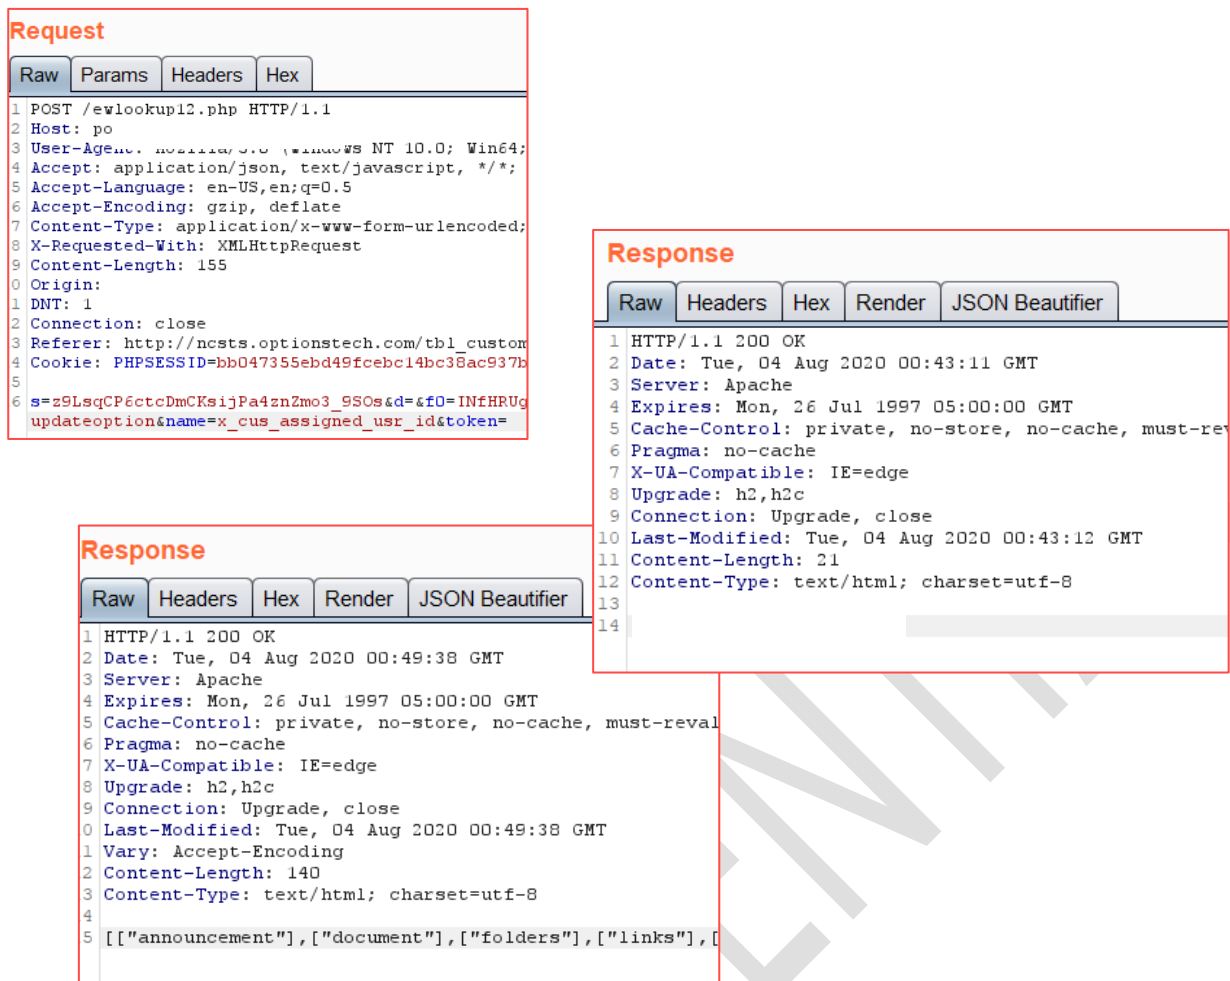 Request
Raw Params Headers Hex
1 POST /ewlookup12.php HTTP/1.1
2 Host: po
3 User-Agent: Mozilla/5.0 (Windows NT 10.0; Win64;
4 Accept: application/json, text/javascript, */*;
5 Accept-Language: en-US,en;q=0.5
6 Accept-Encoding: gzip, deflate
7 Content-Type: application/x-www-form-urlencoded;
8 X-Requested-With: XMLHttpRequest
9 Content-Length: 155
0 Origin:
1 DNT: 1
2 Connection: close
3 Referer: http://ncsts.optionstech.com/tbl_custom
4 Cookie: PHPSESSID=bb047355ebd49fcebc14bc38ac937b
5
6 s=z9LsqCP6ctcDmCKsijPa4znZmo3_9SOs&d=&f0=INfHRUg
updateoption&name=x_cus_assigned_usr_id&token=
Response
Raw Headers Hex Render JSON Beautifier
1 HTTP/1.1 200 OK
2 Date: Tue, 04 Aug 2020 00:43:11 GMT
3 Server: Apache
4 Expires: Mon, 26 Jul 1997 05:00:00 GMT
5 Cache-Control: private, no-store, no-cache, must-rev
6 Pragma: no-cache
7 X-UA-Compatible: IE=edge
8 Upgrade: h2,h2c
9 Connection: Upgrade, close
10 Last-Modified: Tue, 04 Aug 2020 00:43:12 GMT
11 Content-Length: 21
12 Content-Type: text/html; charset=utf-8
13
14
Response
Raw Headers Hex Render JSON Beautifier
1 HTTP/1.1 200 OK
2 Date: Tue, 04 Aug 2020 00:49:38 GMT
3 Server: Apache
4 Expires: Mon, 26 Jul 1997 05:00:00 GMT
5 Cache-Control: private, no-store, no-cache, must-reval
6 Pragma: no-cache
7 X-UA-Compatible: IE=edge
8 Upgrade: h2,h2c
9 Connection: Upgrade, close
0 Last-Modified: Tue, 04 Aug 2020 00:49:38 GMT
1 Vary: Accept-Encoding
2 Content-Length: 140
3 Content-Type: text/html; charset=utf-8
4
5 [["announcement"],["document"],["folders"],["links"],[